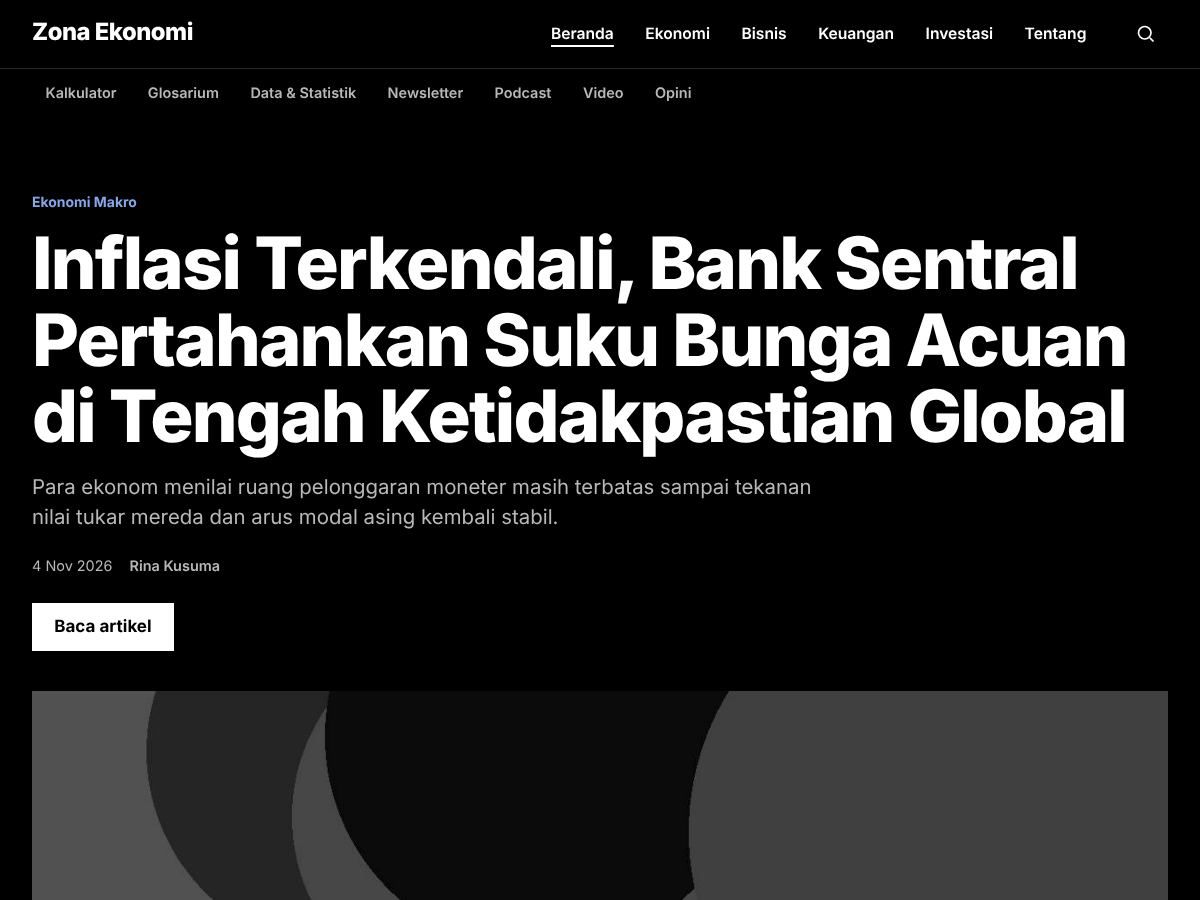 Zona Ekonomi
Beranda Ekonomi Bisnis Keuangan Investasi Tentang
Kalkulator Glosarium Data & Statistik Newsletter Podcast Video Opini
Ekonomi Makro
Inflasi Terkendali, Bank Sentral
Pertahankan Suku Bunga Acuan
di Tengah Ketidakpastian Global
Para ekonom menilai ruang pelonggaran moneter masih terbatas sampai tekanan
nilai tukar mereda dan arus modal asing kembali stabil.
4 Nov 2026 Rina Kusuma
Baca artikel